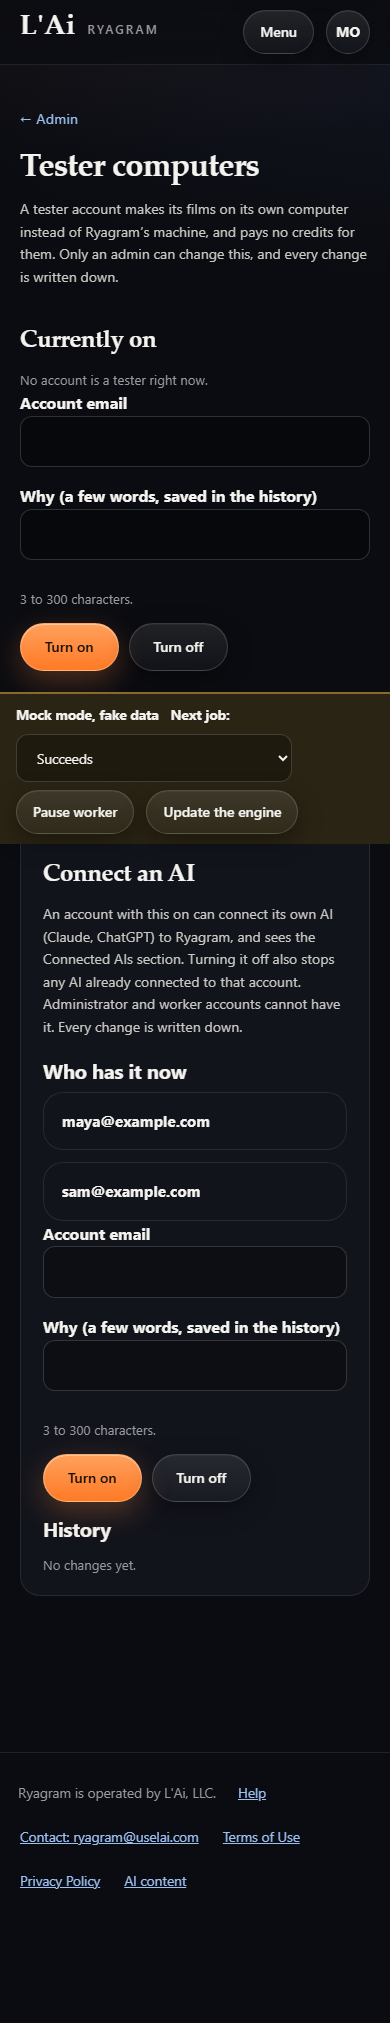 L'Ai RYAGRAM
Menu
MO
← Admin
Tester computers
A tester account makes its films on its own computer
instead of Ryagram's machine, and pays no credits for
them. Only an admin can change this, and every change
is written down.
Currently on
No account is a tester right now.
Account email
Why (a few words, saved in the history)
3 to 300 characters.
Turn on
Turn off
Mock mode, fake data Next job:
Succeeds
Pause worker
Update the engine
Connect an AI
An account with this on can connect its own AI
(Claude, ChatGPT) to Ryagram, and sees the
Connected AIs section. Turning it off also stops
any AI already connected to that account.
Administrator and worker accounts cannot have
it. Every change is written down.
Who has it now
maya@example.com
sam@example.com
Account email
Why (a few words, saved in the history)
3 to 300 characters.
Turn on
Turn off
History
No changes yet.
Ryagram is operated by L'Ai, LLC. Help
Contact: ryagram@uselai.com Terms of Use
Privacy Policy AI content